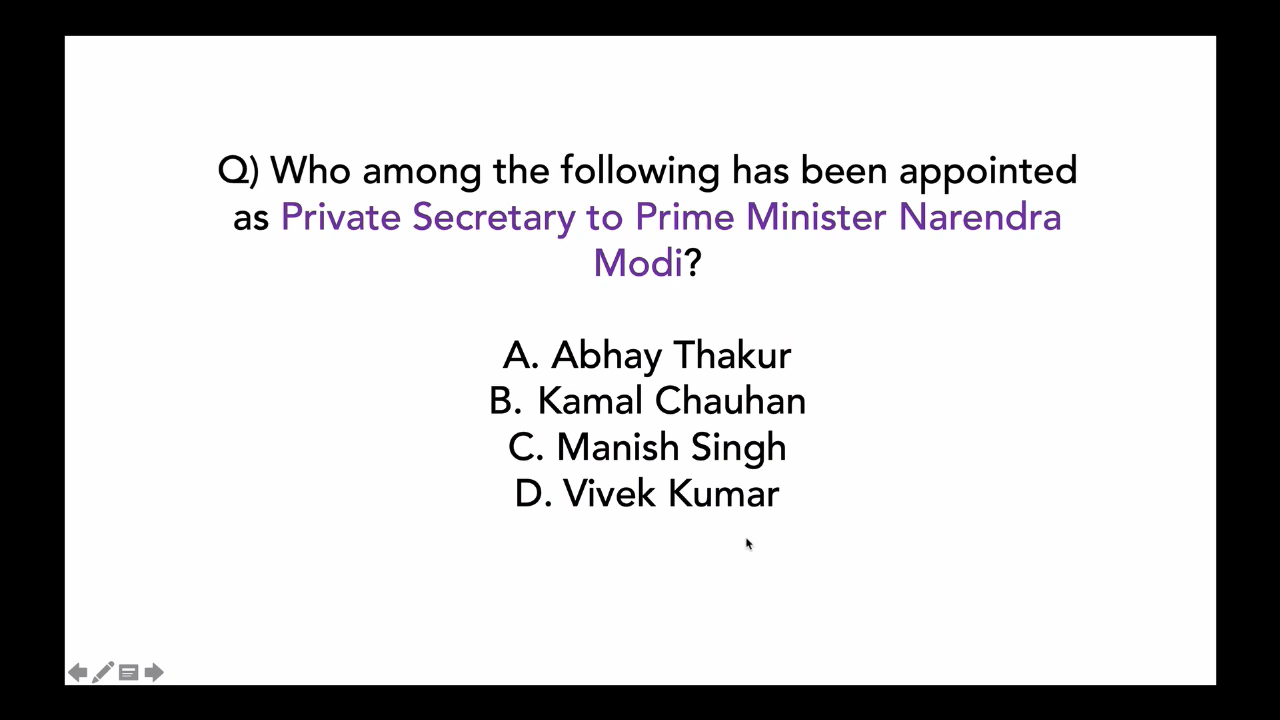 Q) Who among the following has been appointed
as Private Secretary to Prime Minister Narendra
Modi?
A. Abhay Thakur
B. Kamal Chauhan
C. Manish Singh
D. Vivek Kumar